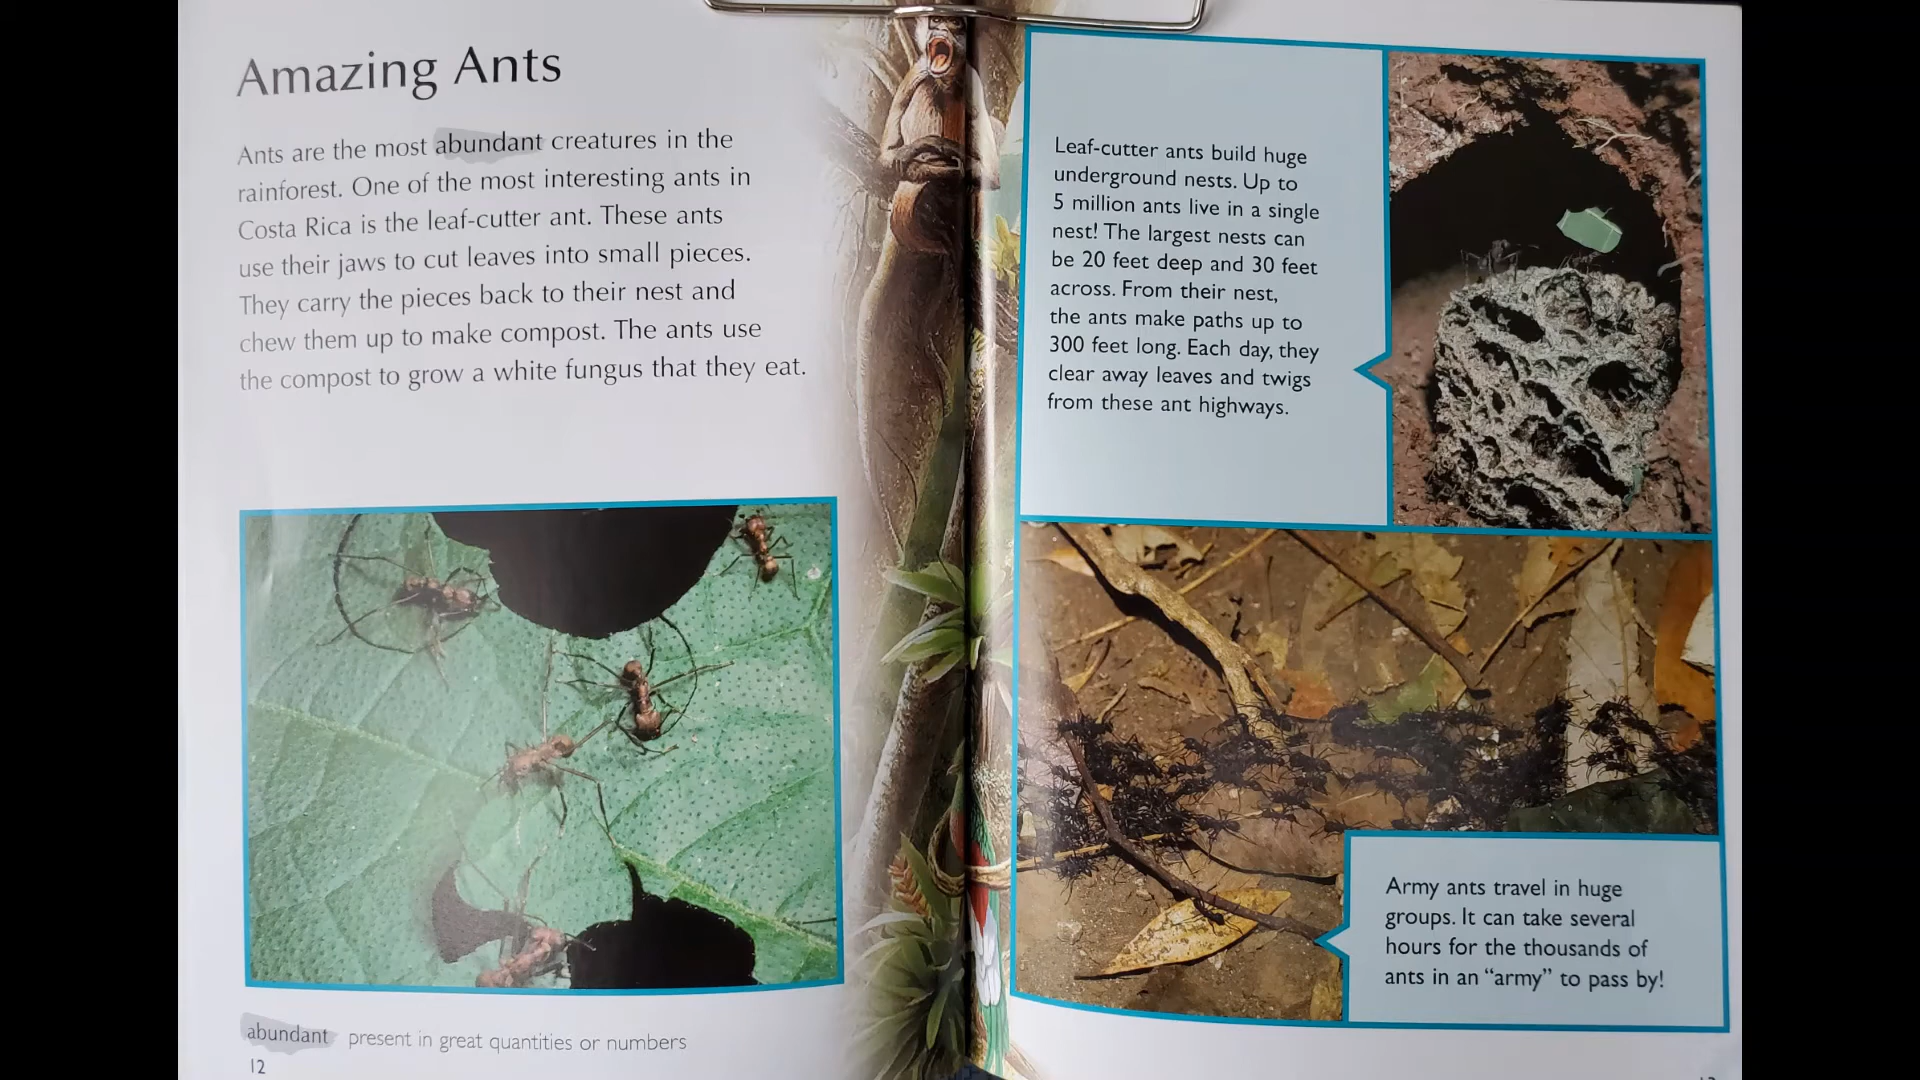 Amazing Ants
Ants are the most abundant creatures in the
rainforest. One of the most interesting ants in
Costa Rica is the leaf-cutter ant. These ants
use their jaws to cut leaves into small pieces.
They carry the pieces back to their nest and
chew them up to make compost. The ants use
the compost to grow a white fungus that they eat.
abundant present in great quantities or numbers
12
Leaf-cutter ants build huge
underground nests. Up to
5 million ants live in a single
nest! The largest nests can
be 20 feet deep and 30 feet
across. From their nest,
the ants make paths up to
300 feet long. Each day, they
clear away leaves and twigs
from these ant highways.
Army ants travel in huge
groups. It can take several
hours for the thousands of
ants in an “army” to pass by!